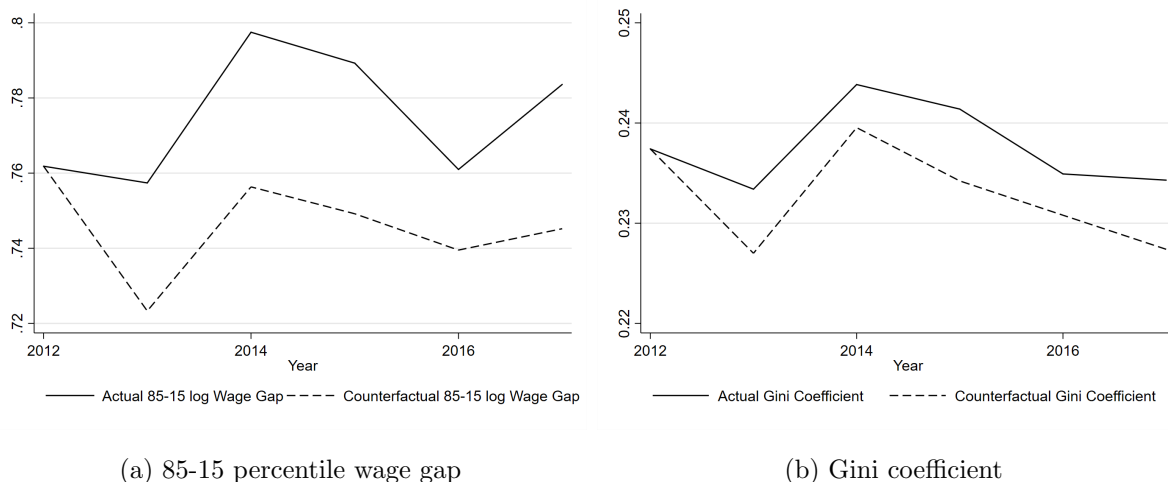 .8
.78
.76
.74
.72
2012
2014
2016
Year
Actual 85-15 log Wage Gap
Counterfactual 85-15 log Wage Gap
(a) 85-15 percentile wage gap
0.25
0.24
0.23
0.22
2012
2014
2016
Year
Actual Gini Coefficient
Counterfactual Gini Coefficient
(b) Gini coefficient